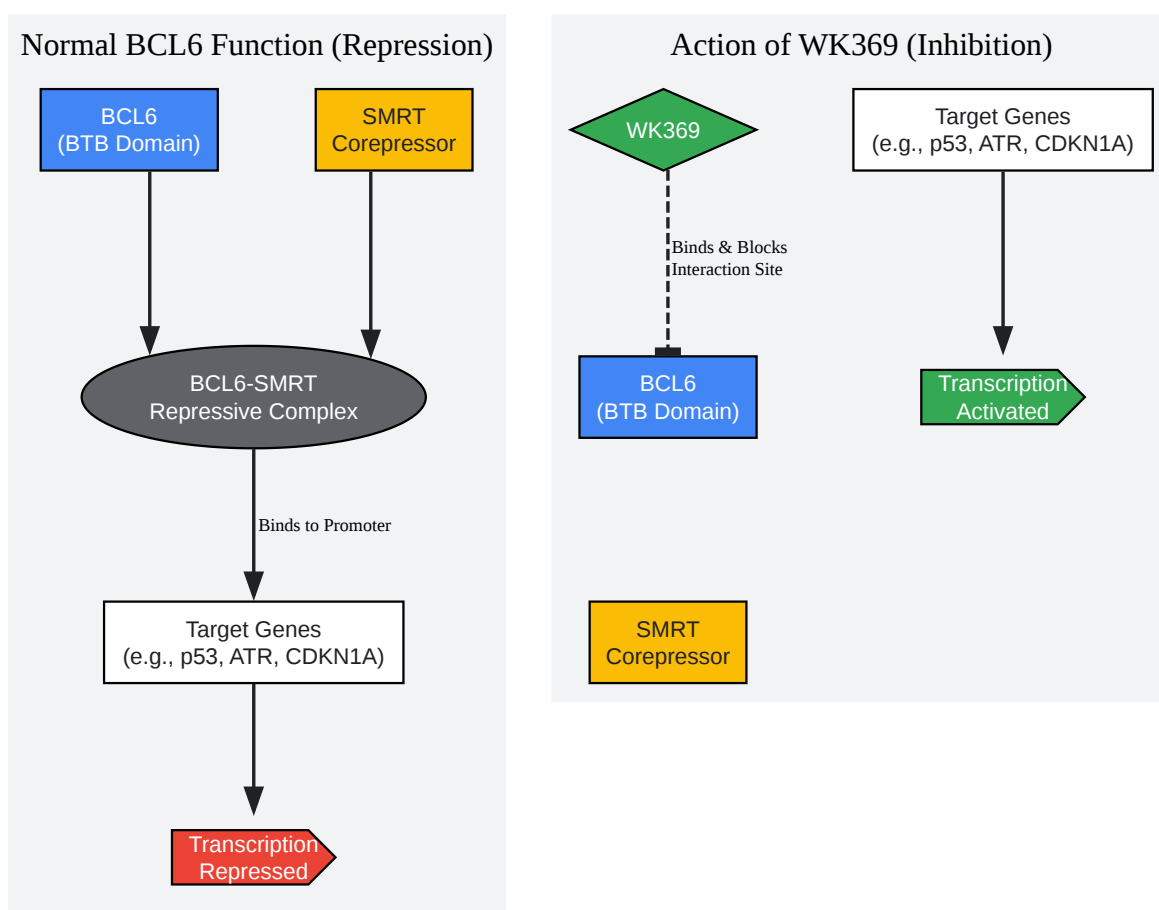 Normal BCL6 Function (Repression)
BCL6
(BTB Domain)
SMRT
Corepressor
BCL6-SMRT
Repressive Complex
Binds to Promoter
Target Genes
(e.g., p53, ATR, CDKN1A)
Transcription
Repressed
Action of WK369 (Inhibition)
WK369
Target Genes
(e.g., p53, ATR, CDKN1A)
Binds & Blocks
Interaction Site
BCL6
(BTB Domain)
Transcription
Activated
SMRT
Corepressor